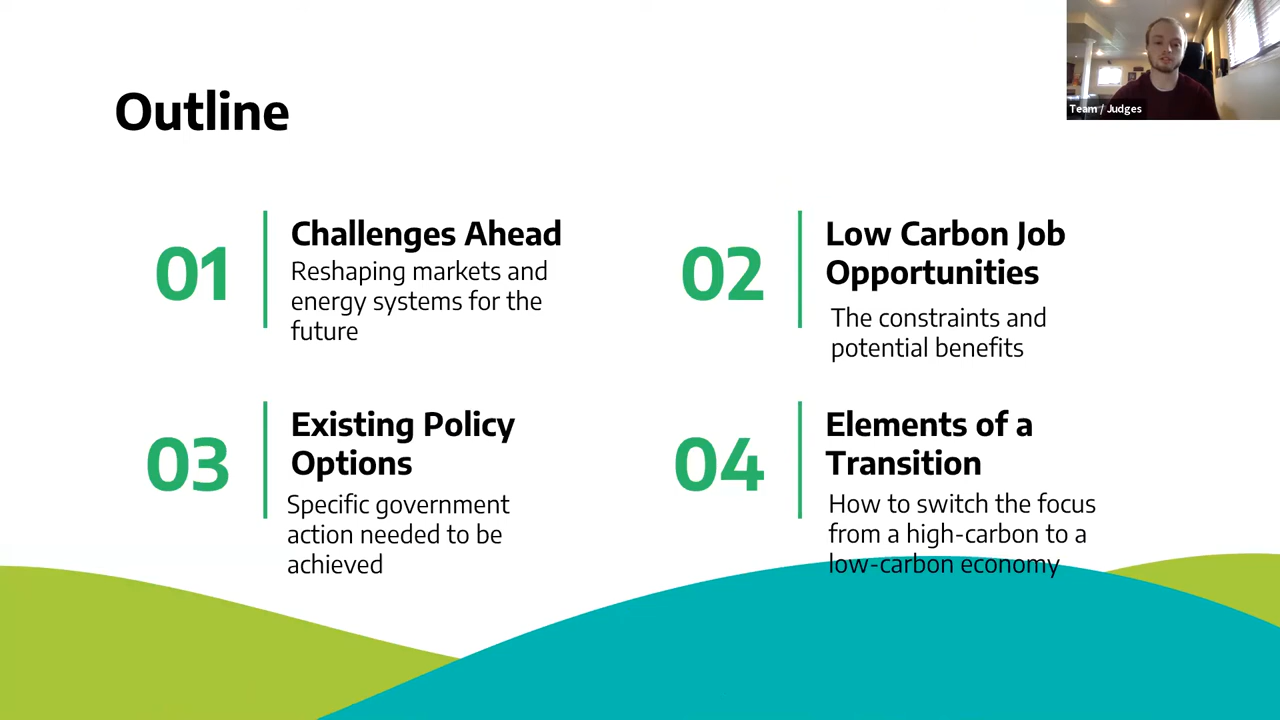 Team / Judges
Outline
01
Challenges Ahead
Reshaping markets and
energy systems for the
future
02
Low Carbon Job
Opportunities
The constraints and
potential benefits
03
Existing Policy
Options
Specific government
action needed to be
achieved
04
Elements of a
Transition
How to switch the focus
from a high-carbon to a
low-carbon economy